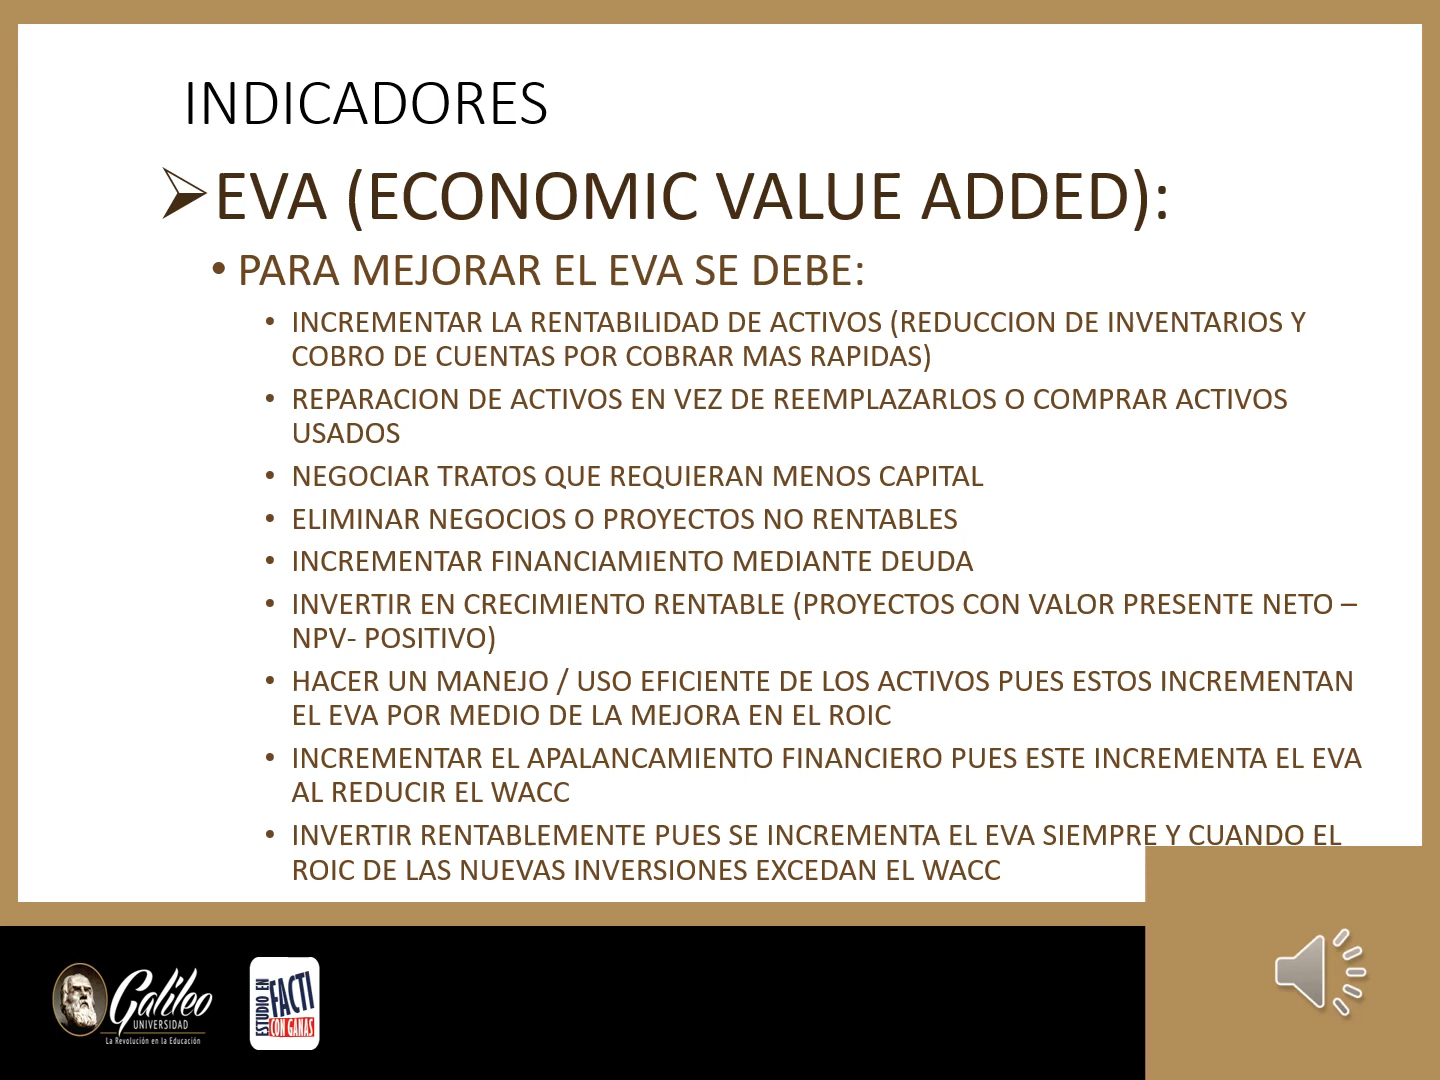 INDICADORES
➢EVA (ECONOMIC VALUE ADDED):
• PARA MEJORAR EL EVA SE DEBE:
• INCREMENTAR LA RENTABILIDAD DE ACTIVOS (REDUCCION DE INVENTARIOS Y
COBRO DE CUENTAS POR COBRAR MAS RAPIDAS)
• REPARACION DE ACTIVOS EN VEZ DE REEMPLAZARLOS O COMPRAR ACTIVOS
USADOS
• NEGOCIAR TRATOS QUE REQUIERAN MENOS CAPITAL
• ELIMINAR NEGOCIOS O PROYECTOS NO RENTABLES
• INCREMENTAR FINANCIAMIENTO MEDIANTE DEUDA
• INVERTIR EN CRECIMIENTO RENTABLE (PROYECTOS CON VALOR PRESENTE NETO –
NPV- POSITIVO)
• HACER UN MANEJO / USO EFICIENTE DE LOS ACTIVOS PUES ESTOS INCREMENTAN
EL EVA POR MEDIO DE LA MEJORA EN EL ROIC
• INCREMENTAR EL APALANCAMIENTO FINANCIERO PUES ESTE INCREMENTA EL EVA
AL REDUCIR EL WACC
• INVERTIR RENTABLEMENTE PUES SE INCREMENTA EL EVA SIEMPRE Y CUANDO EL
ROIC DE LAS NUEVAS INVERSIONES EXCEDAN EL WACC
Galileo
UNIVERSIDAD
La Revolución en la Educación
ESTUDIO EN
FACTI
CON GANAS